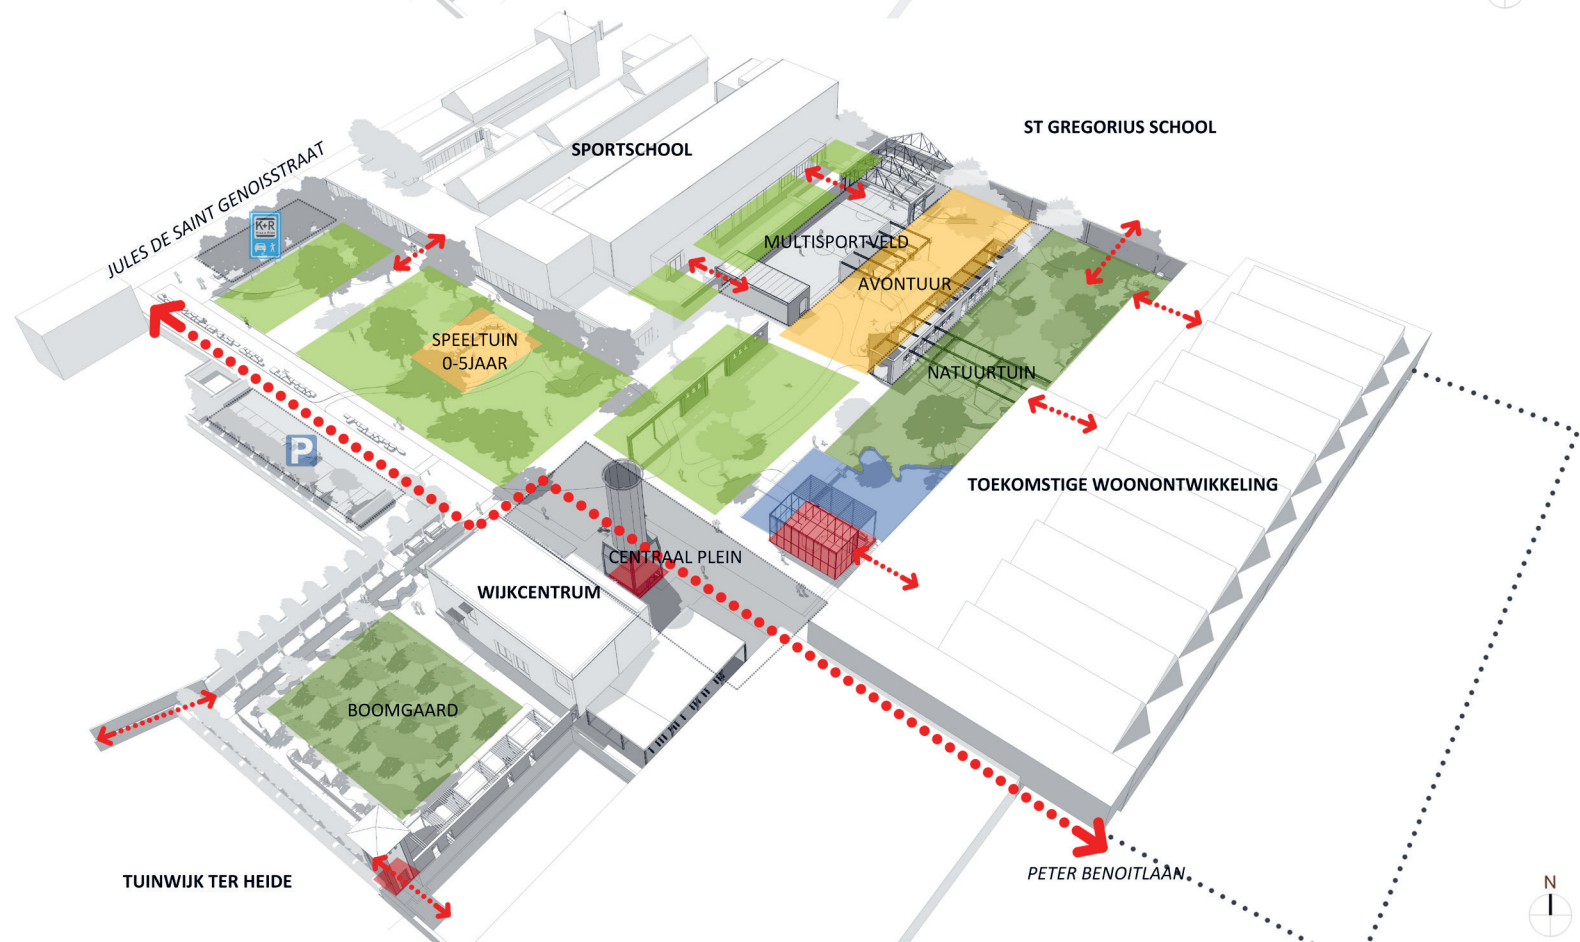 ST GREGORIUS SCHOOL
SPORTSCHOOL
JULES DE SAINT GENOISSTRAAT
K+R
MULTISPORTVELD
AVONTUUR
SPEELTUIN
0-5JAAR
NATUURTUIN
P
TOEKOMSTIGE WOONONTWIKKELING
CENTRAAL PLEIN
WIJKCENTRUM
BOOMGAARD
PETER BENOITLAAN
TUINWIJK TER HEIDE
N